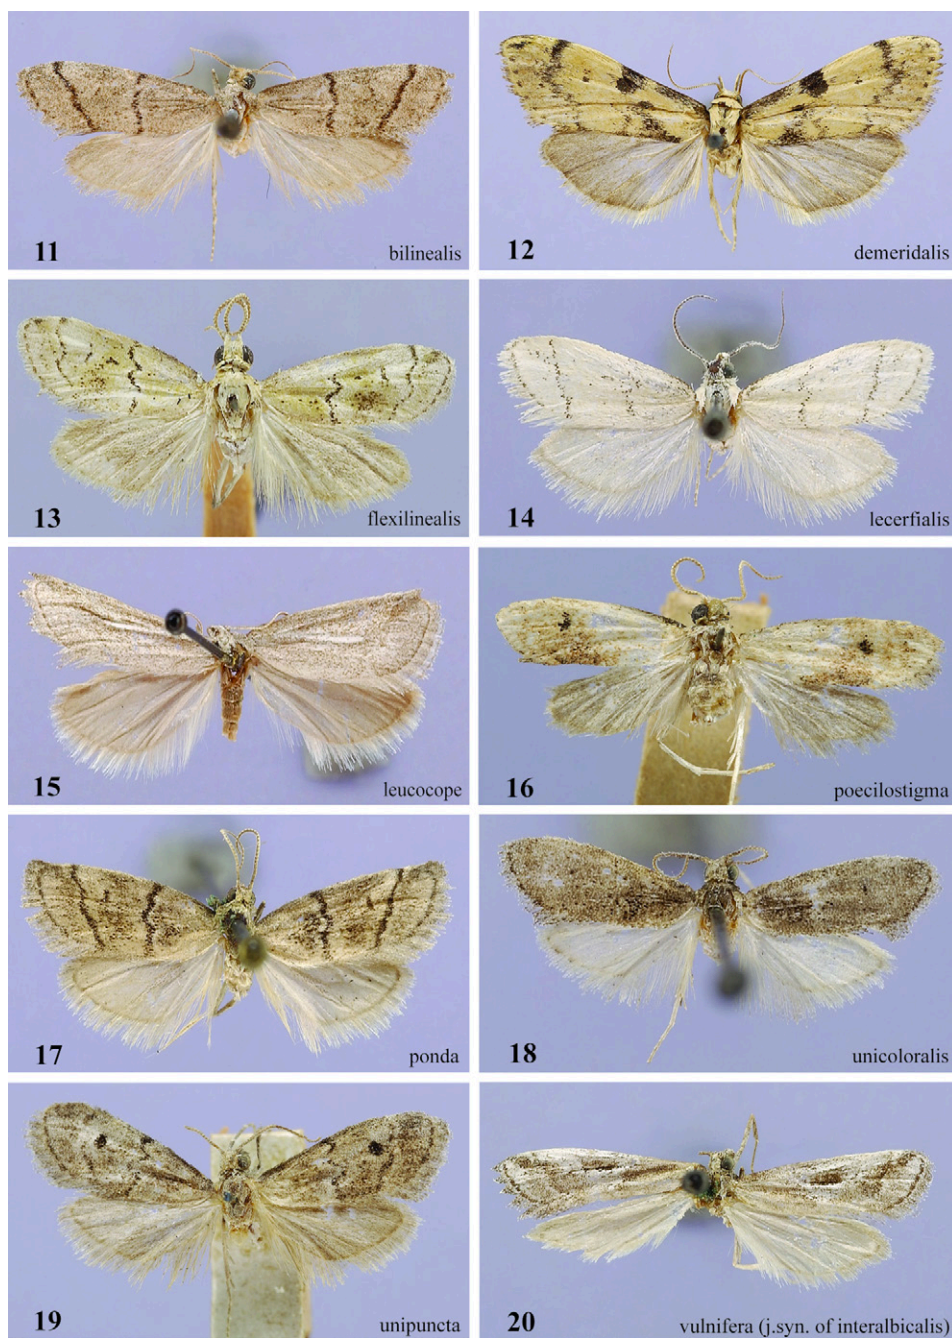 11 bilinealis
12 demeridalis
13 flexilinealis
14 lecerfialis
15 leucocope
16 poecilostigma
17 ponda
18 unicoloralis
19 unipuncta
20 vulnifera (j.syn. of interalbicalis)